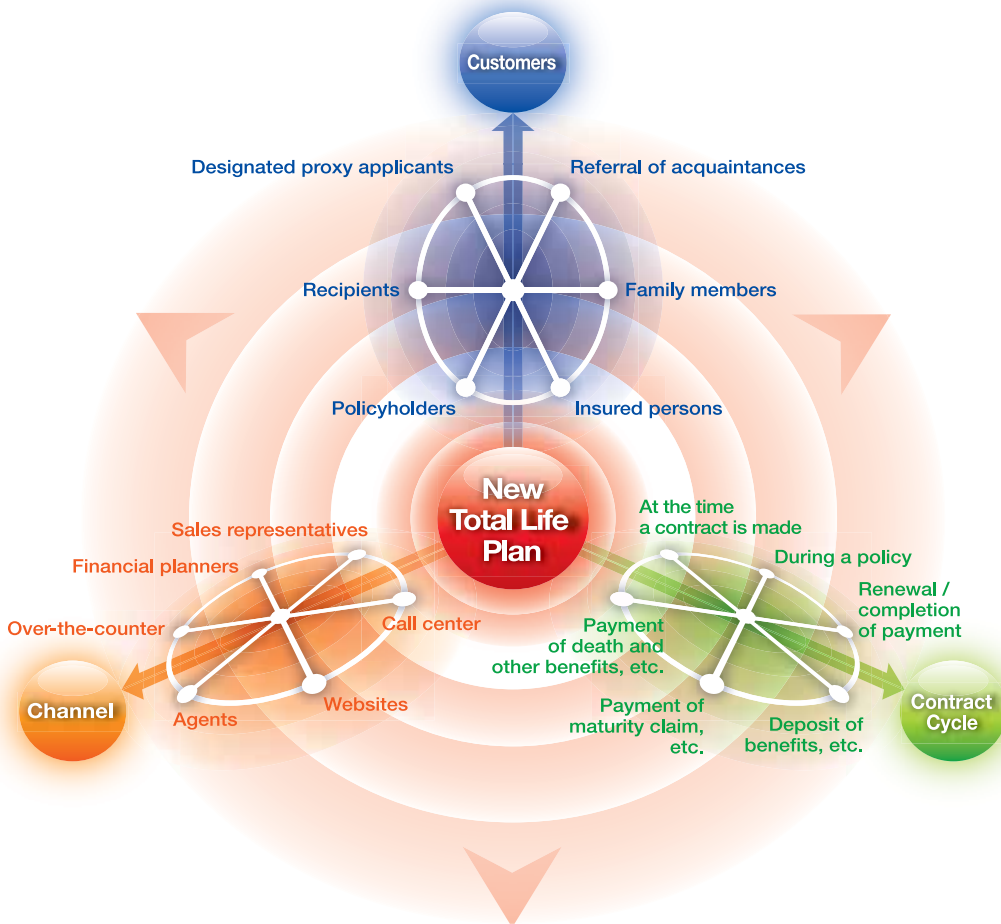 Customers
Designated proxy applicants
Referral of acquaintances
Recipients
Family members
Policyholders
Insured persons
New
Total Life
Plan
Sales representatives
Financial planners
Over-the-counter
Call center
Channel
Agents
Websites
At the time
a contract is made
During a policy
Renewal /
completion
of payment
Payment
of death and
other benefits, etc.
Payment of
maturity claim,
etc.
Deposit of
benefits, etc.
Contract
Cycle